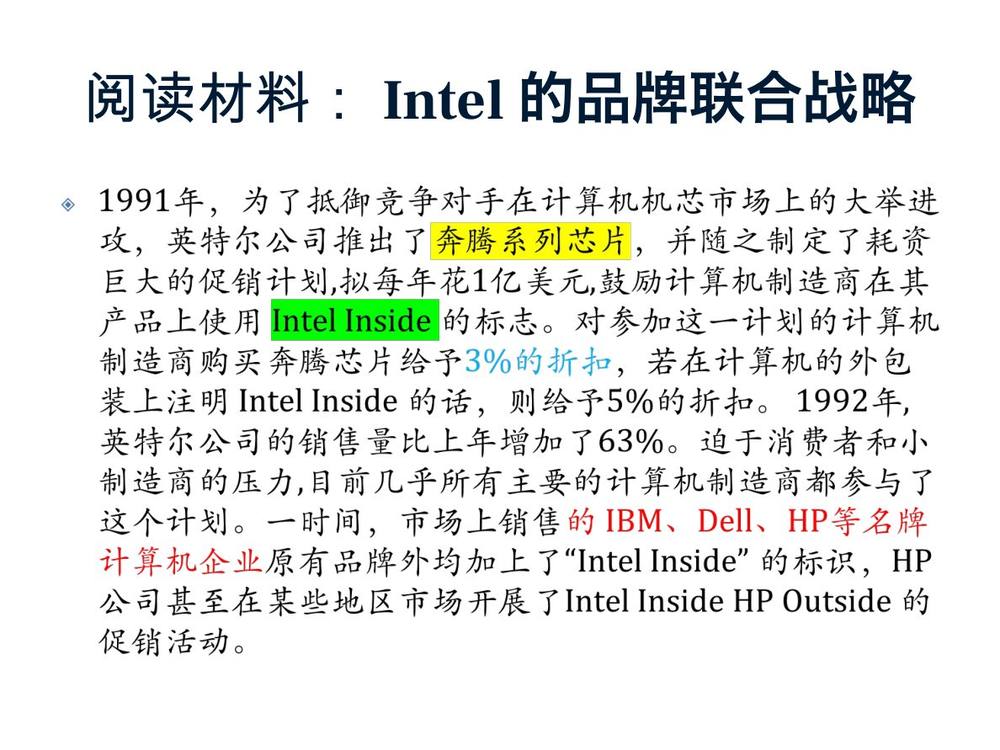 阅读材料： Intel 的品牌联合战略
1991年，为了抵御竞争对手在计算机机芯市场上的大举进
攻，英特尔公司推出了奔腾系列芯片，并随之制定了耗资
巨大的促销计划,拟每年花1亿美元,鼓励计算机制造商在其
产品上使用 Intel Inside 的标志。对参加这一计划的计算机
制造商购买奔腾芯片给予3%的折扣，若在计算机的外包
装上注明 Intel Inside 的话，则给予5%的折扣。 1992年,
英特尔公司的销售量比上年增加了63%。迫于消费者和小
制造商的压力,目前几乎所有主要的计算机制造商都参与了
这个计划。一时间，市场上销售的 IBM、Dell、HP等名牌
计算机企业原有品牌外均加上了“Intel Inside” 的标识，HP
公司甚至在某些地区市场开展了Intel Inside HP Outside 的
促销活动。